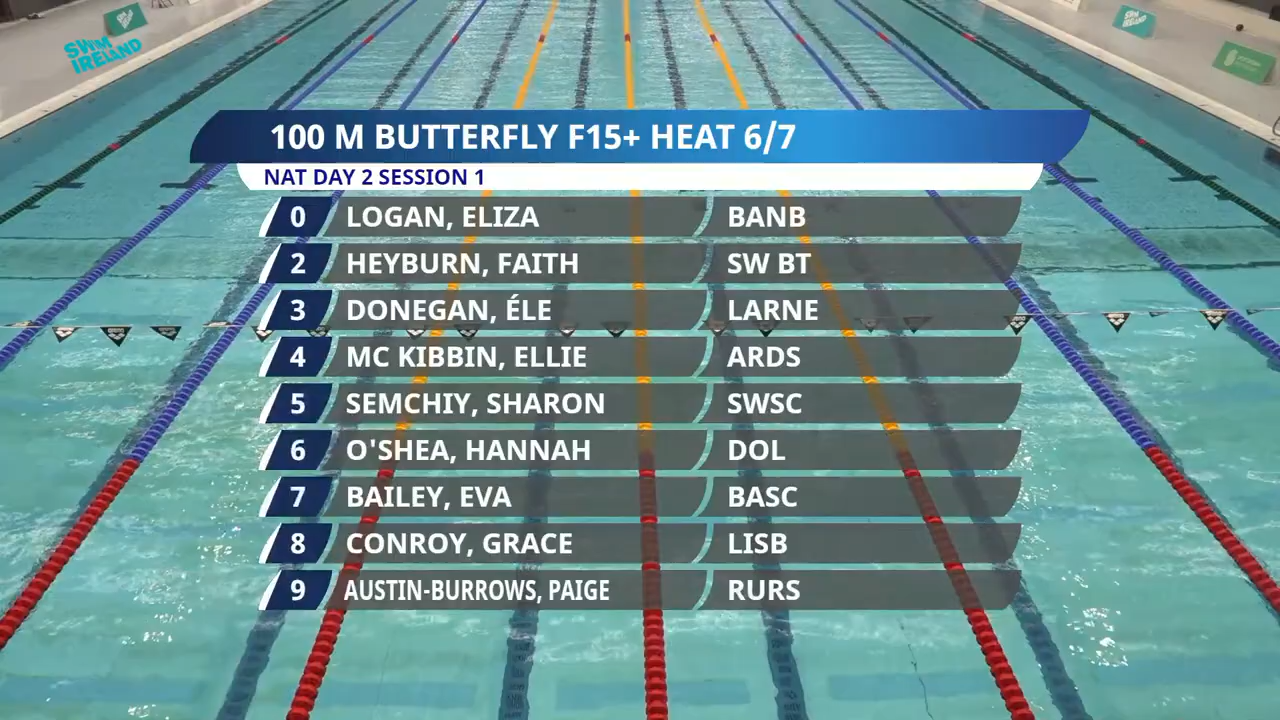 SWIM
IRELAND
SWIM
IRELAND
100 M BUTTERFLY F15+ HEAT 6/7
NAT DAY 2 SESSION 1
0 LOGAN, ELIZA BANB
2 HEYBURN, FAITH SW BT
3 DONEGAN, ÉLE LARNE
4 MC KIBBIN, ELLIE ARDS
5 SEMCHIY, SHARON SWSC
6 O'SHEA, HANNAH DOL
7 BAILEY, EVA BASC
8 CONROY, GRACE LISB
9 AUSTIN-BURROWS, PAIGE RURS